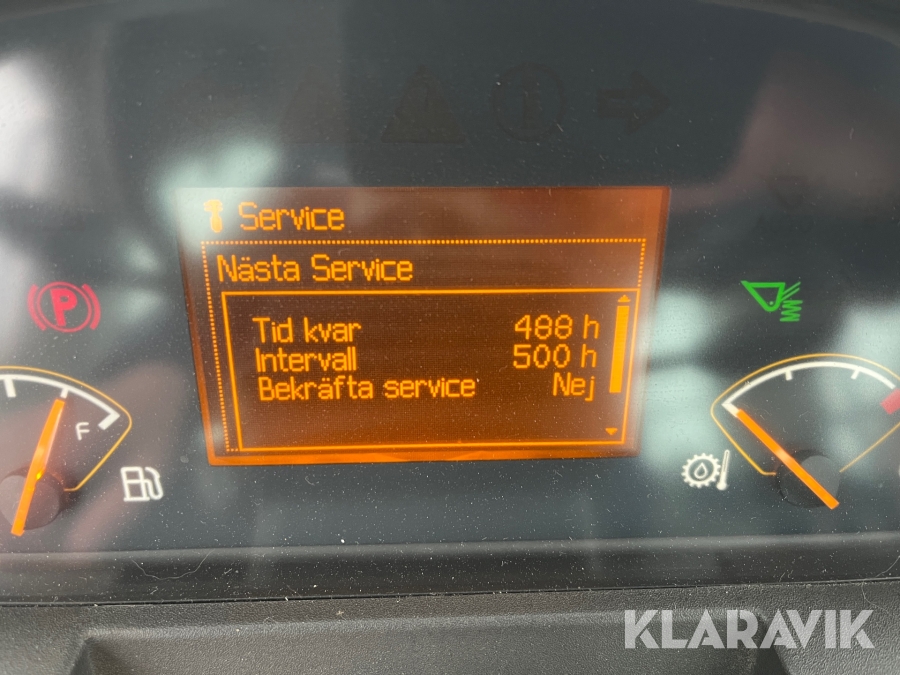 Service
Nästa Service
Tid kvar 488 h
Intervall 500 h
Bekräfta service Nej
P
F
KLARAVIK